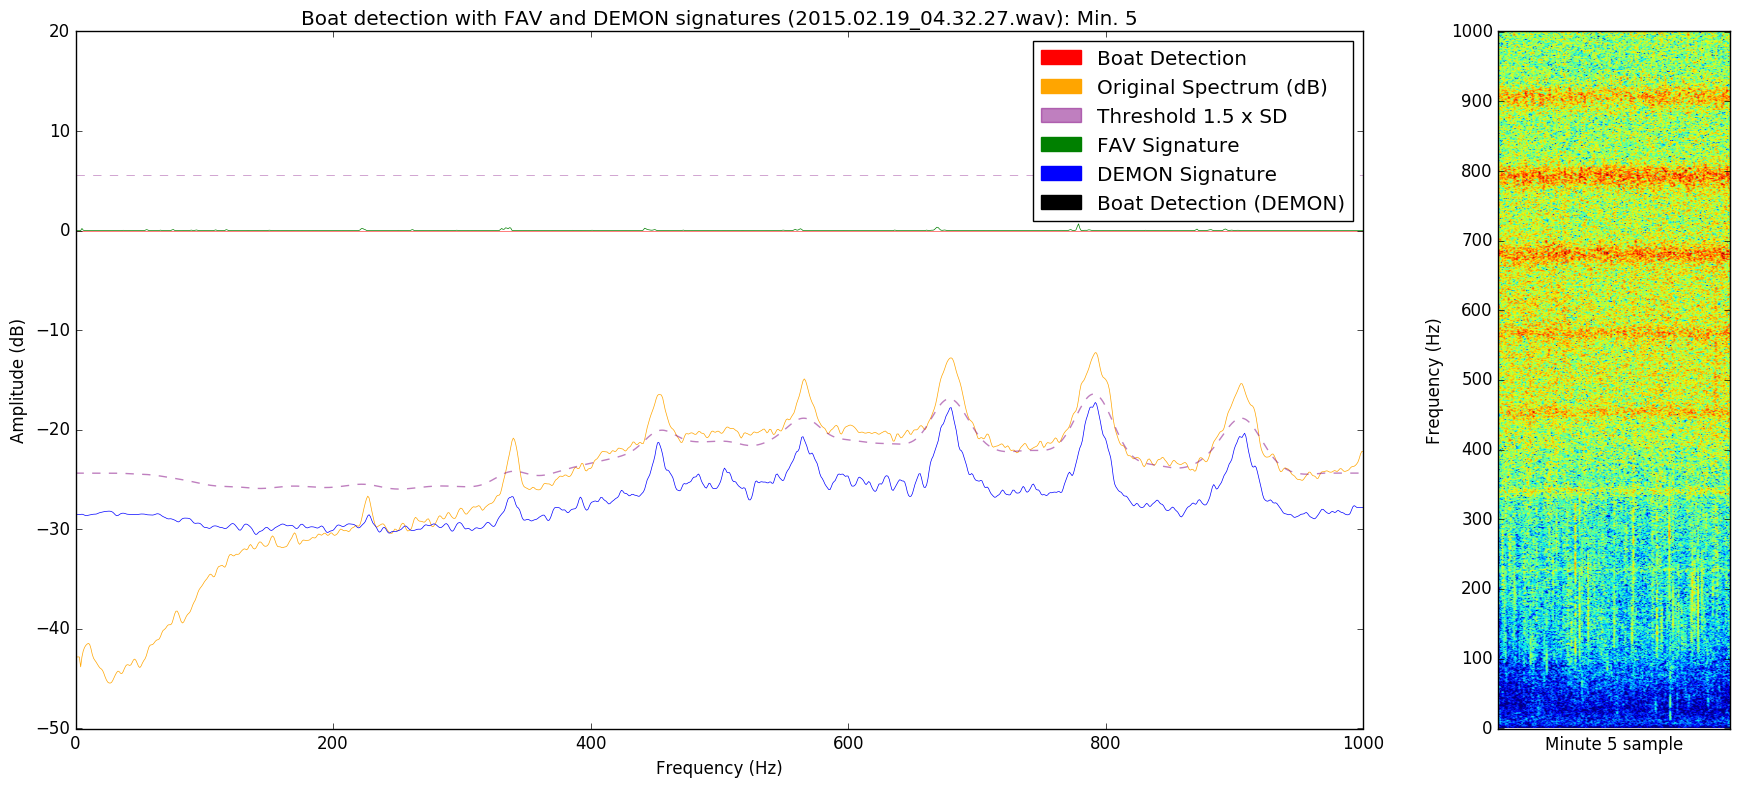 Boat detection with FAV and DEMON signatures (2015.02.19_04.32.27.wav): Min. 5
20
10
0
−10
−20
−30
−40
−50
Amplitude (dB)
Boat Detection
Original Spectrum (dB)
Threshold 1.5 x SD
FAV Signature
DEMON Signature
Boat Detection (DEMON)
0 200 400 600 800 1000
Frequency (Hz)
1000
900
800
700
600
500
400
300
200
100
0
Frequency (Hz)
Minute 5 sample